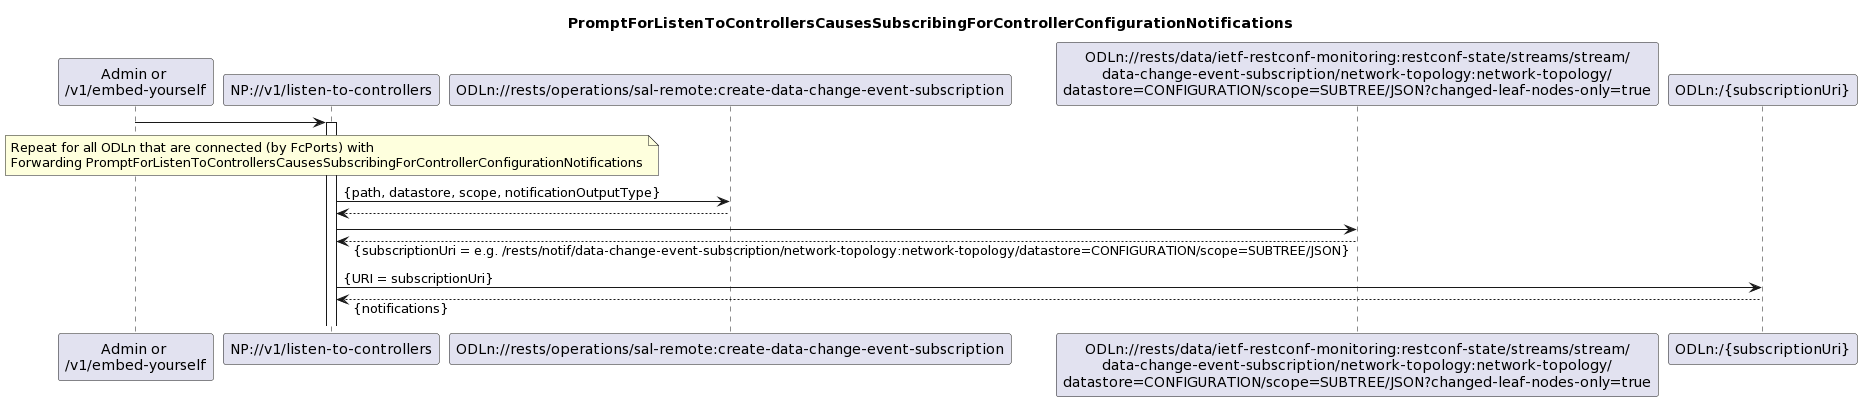 PromptForListenToControllersCausesSubscribingForControllerConfigurationNotifications
Admin or
/v1/embed-yourself
NP://v1/listen-to-controllers
ODLn://rests/operations/sal-remote:create-data-change-event-subscription
ODLn://rests/data/ietf-restconf-monitoring:restconf-state/streams/stream/
data-change-event-subscription/network-topology:network-topology/
datastore=CONFIGURATION/scope=SUBTREE/JSON?changed-leaf-nodes-only=true
ODLn:/{subscriptionUri}
Repeat for all ODLn that are connected (by FcPorts) with
Forwarding PromptForListenToControllersCausesSubscribingForControllerConfigurationNotifications
{path, datastore, scope, notificationOutputType}
{subscriptionUri = e.g. /rests/notif/data-change-event-subscription/network-topology:network-topology/datastore=CONFIGURATION/scope=SUBTREE/JSON}
{URI = subscriptionUri}
{notifications}
Admin or
/v1/embed-yourself
NP://v1/listen-to-controllers
ODLn://rests/operations/sal-remote:create-data-change-event-subscription
ODLn://rests/data/ietf-restconf-monitoring:restconf-state/streams/stream/
data-change-event-subscription/network-topology:network-topology/
datastore=CONFIGURATION/scope=SUBTREE/JSON?changed-leaf-nodes-only=true
ODLn:/{subscriptionUri}